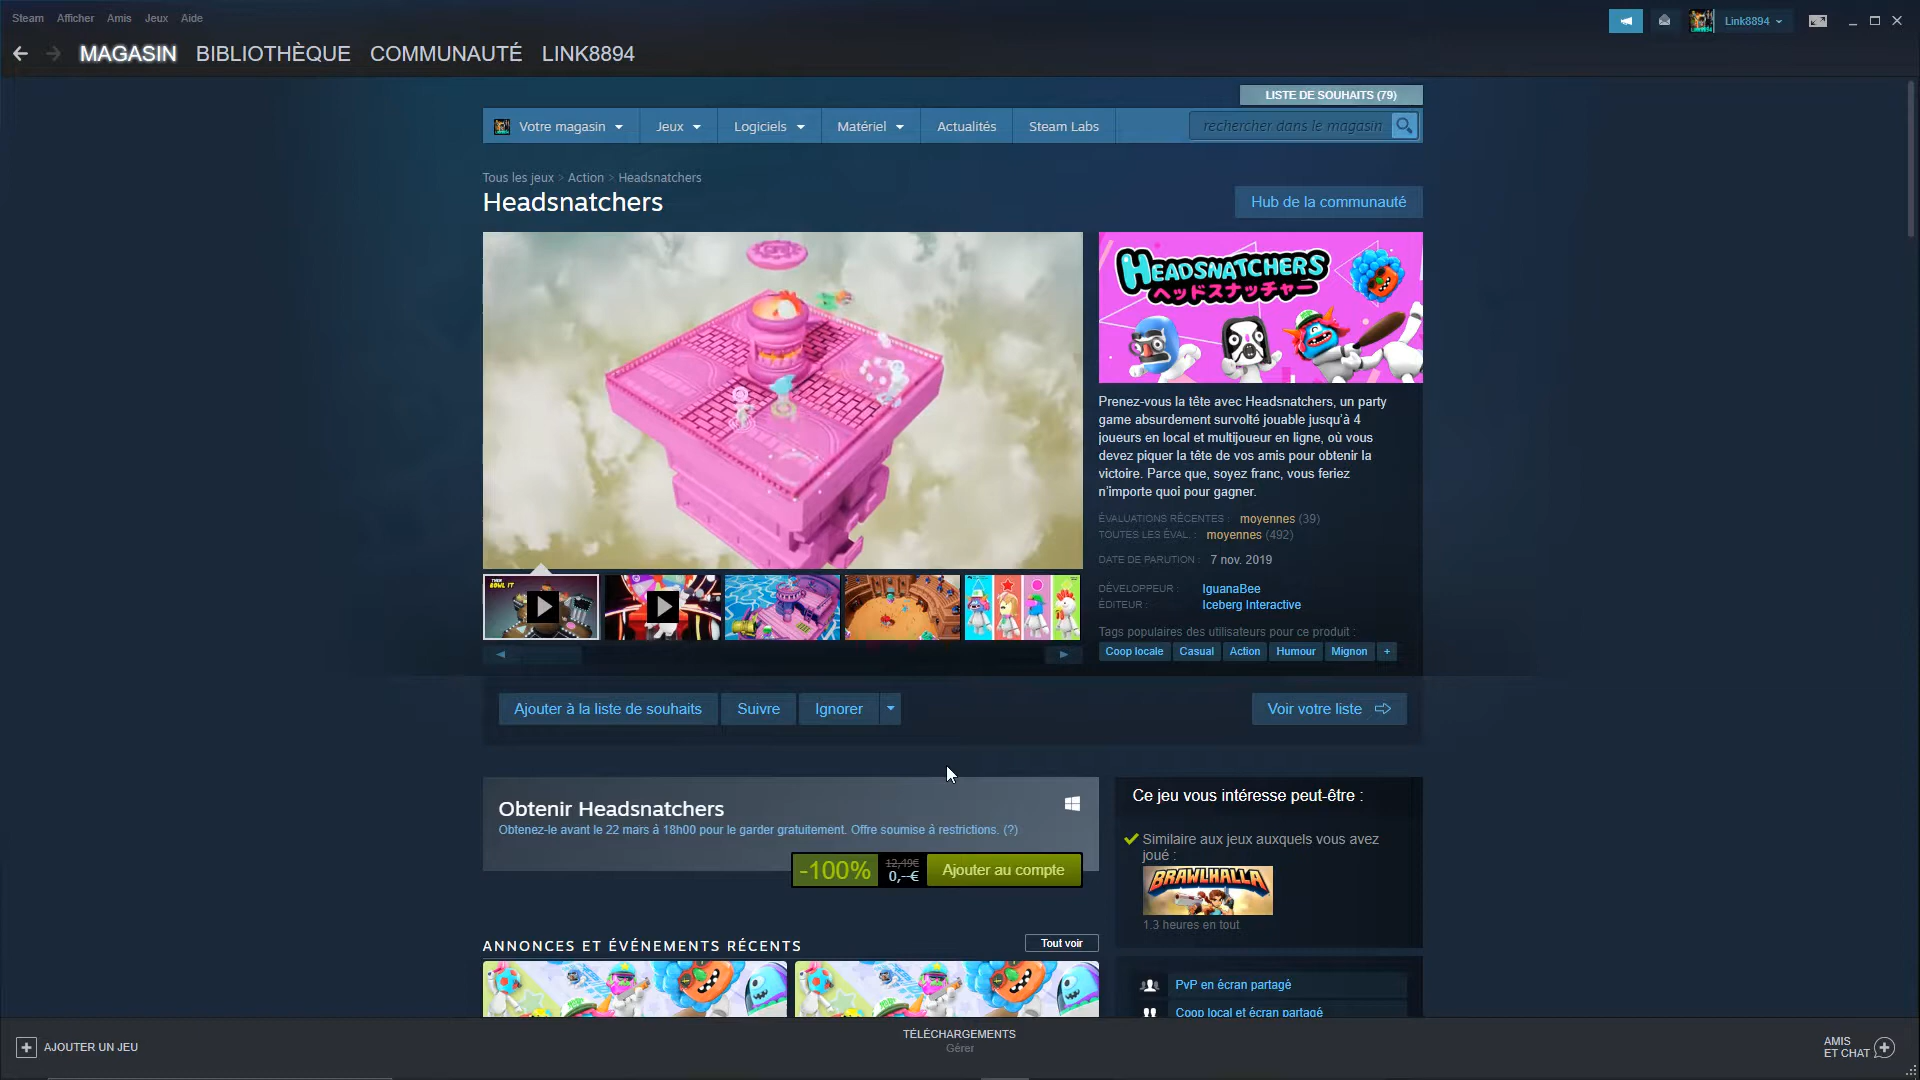 Steam Afficher Amis Jeux Aide
Link8894
MAGASIN BIBLIOTHÈQUE COMMUNAUTÉ LINK8894
LISTE DE SOUHAITS (79)
Votre magasin Jeux Logiciels Matériel Actualités Steam Labs rechercher dans le magasin
Tous les jeux > Action > Headsnatchers
Headsnatchers
Hub de la communauté
HEADSNATCHERS
ヘッドスナッチャー
Prenez-vous la tête avec Headsnatchers, un party
game absurdement survolté jouable jusqu'à 4
joueurs en local et multijoueur en ligne, où vous
devez piquer la tête de vos amis pour obtenir la
victoire. Parce que, soyez franc, vous feriez
n'importe quoi pour gagner.
ÉVALUATIONS RÉCENTES : moyennes (39)
TOUTES LES ÉVAL. : moyennes (492)
DATE DE PARUTION : 7 nov. 2019
DÉVELOPPEUR : IguanaBee
ÉDITEUR : Iceberg Interactive
Tags populaires des utilisateurs pour ce produit :
Coop locale Casual Action Humour Mignon +
THEM
BOWL IT
Ajouter à la liste de souhaits Suivre Ignorer
Voir votre liste
Obtenir Headsnatchers
Obtenez-le avant le 22 mars à 18h00 pour le garder gratuitement. Offre soumise à restrictions. (?)
-100% 12,49€ 0,--€ Ajouter au compte
Ce jeu vous intéresse peut-être :
Similaire aux jeux auxquels vous avez
joué :
BRAWLHALLA
1.3 heures en tout
ANNONCES ET ÉVÉNEMENTS RÉCENTS
Tout voir
PvP en écran partagé
Coop local et écran partagé
+ AJOUTER UN JEU
TÉLÉCHARGEMENTS
Gérer
AMIS
ET CHAT +